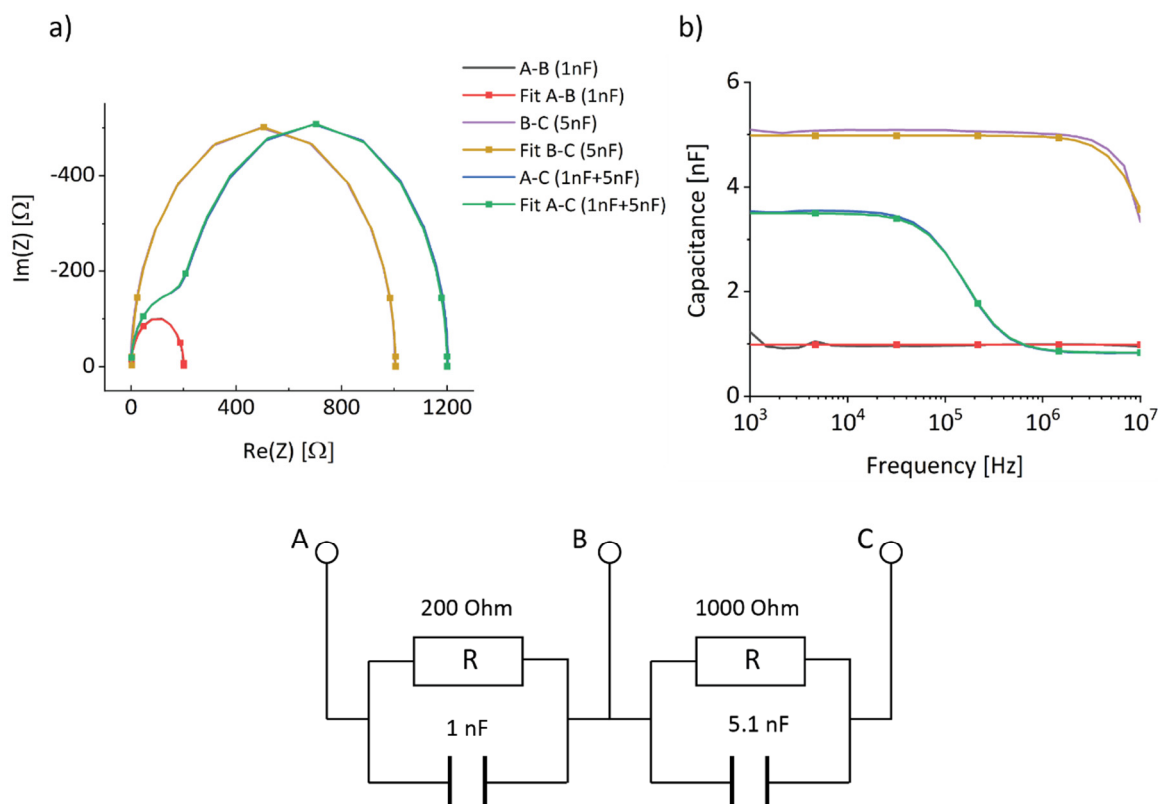 a)
A-B (1nF)
Fit A-B (1nF)
B-C (5nF)
Fit B-C (5nF)
A-C (1nF+5nF)
Fit A-C (1nF+5nF)
-400
-200
0
Im(Z) [Ω]
0 400 800 1200
Re(Z) [Ω]
b)
6
4
2
0
Capacitance [nF]
10³ 10⁴ 10⁵ 10⁶ 10⁷
Frequency [Hz]
A B C
200 Ohm 1000 Ohm
R R
1 nF 5.1 nF